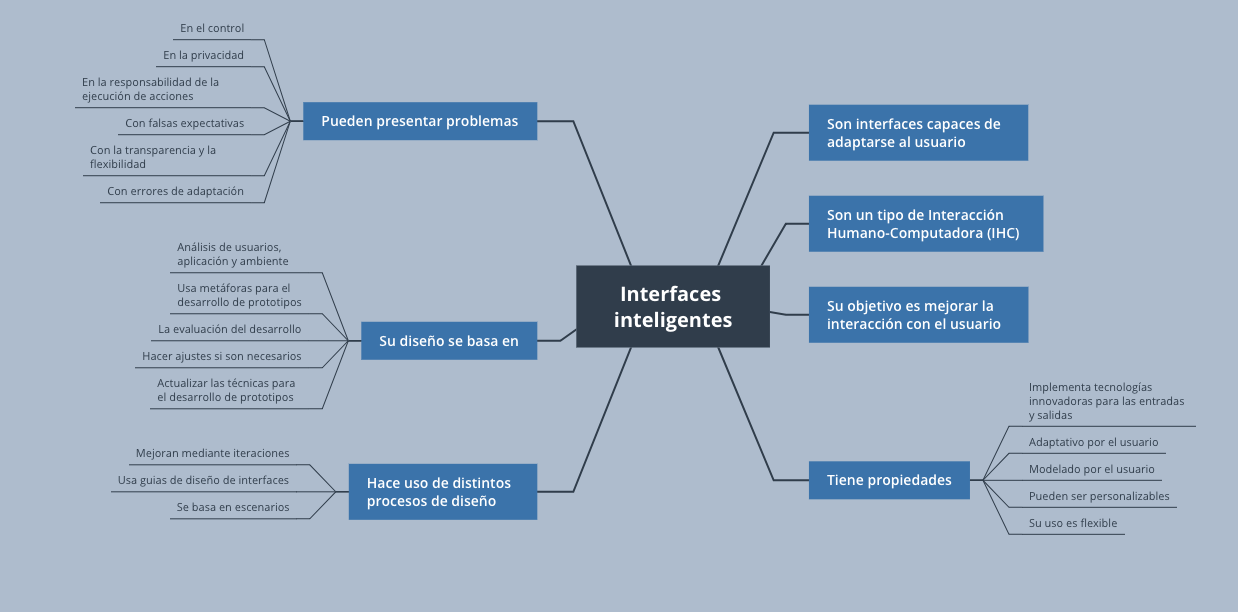 Interfaces
inteligentes
Pueden presentar problemas
En el control
En la privacidad
En la responsabilidad de la
ejecución de acciones
Con falsas expectativas
Con la transparencia y la
flexibilidad
Con errores de adaptación
Su diseño se basa en
Análisis de usuarios,
aplicación y ambiente
Usa metáforas para el
desarrollo de prototipos
La evaluación del desarrollo
Hacer ajustes si son necesarios
Actualizar las técnicas para
el desarrollo de prototipos
Hace uso de distintos
procesos de diseño
Mejoran mediante iteraciones
Usa guias de diseño de interfaces
Se basa en escenarios
Son interfaces capaces de
adaptarse al usuario
Son un tipo de Interacción
Humano-Computadora (IHC)
Su objetivo es mejorar la
interacción con el usuario
Tiene propiedades
Implementa tecnologías
innovadoras para las entradas
y salidas
Adaptativo por el usuario
Modelado por el usuario
Pueden ser personalizables
Su uso es flexible